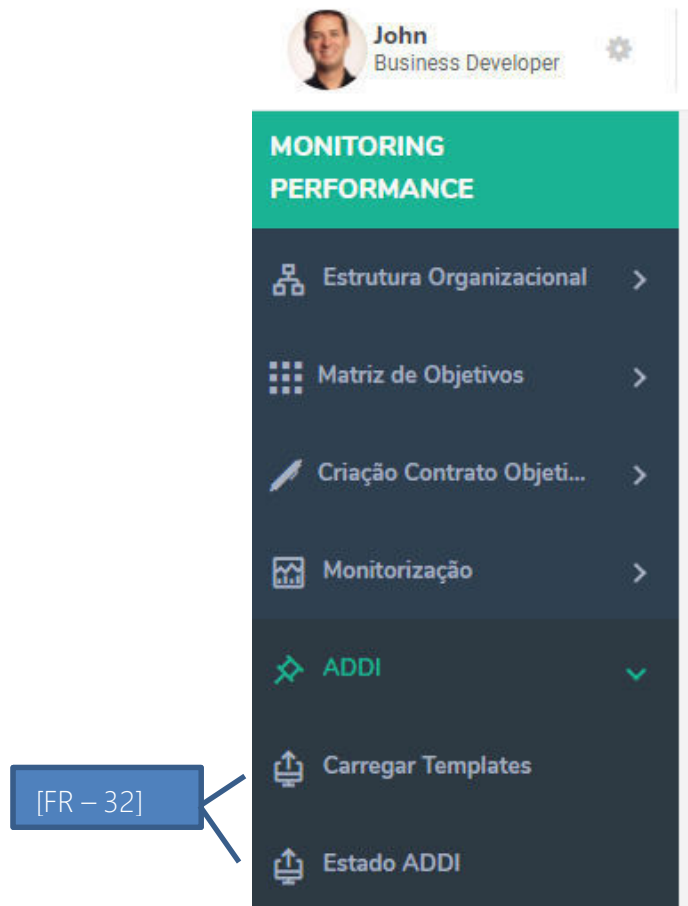 John
Business Developer
MONITORING
PERFORMANCE
Estrutura Organizacional
Matriz de Objetivos
Criação Contrato Objeti...
Monitorização
ADDI
Carregar Templates
[FR – 32]
Estado ADDI